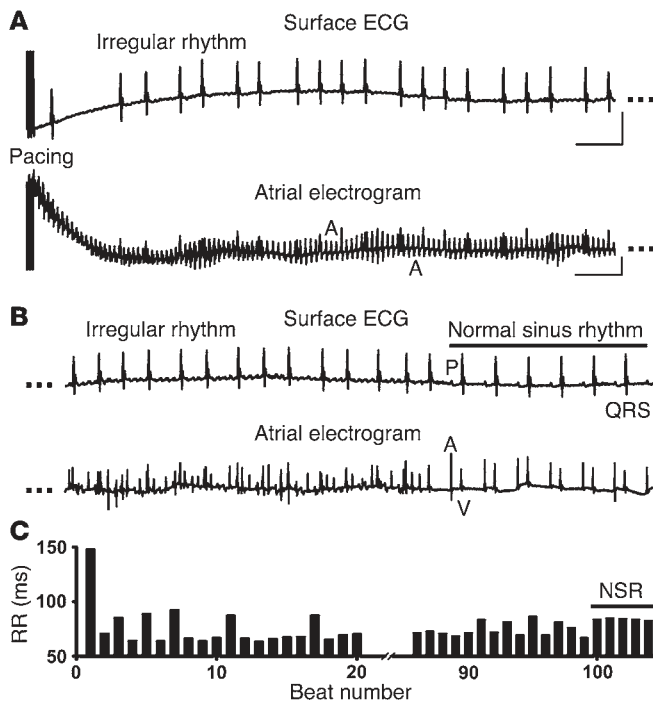 A
Surface ECG
Irregular rhythm
Pacing
Atrial electrogram
A
A
B
Surface ECG
Irregular rhythm
Normal sinus rhythm
P
QRS
Atrial electrogram
A
V
C
150
100
50
RR (ms)
NSR
0
20
90
100
Beat number